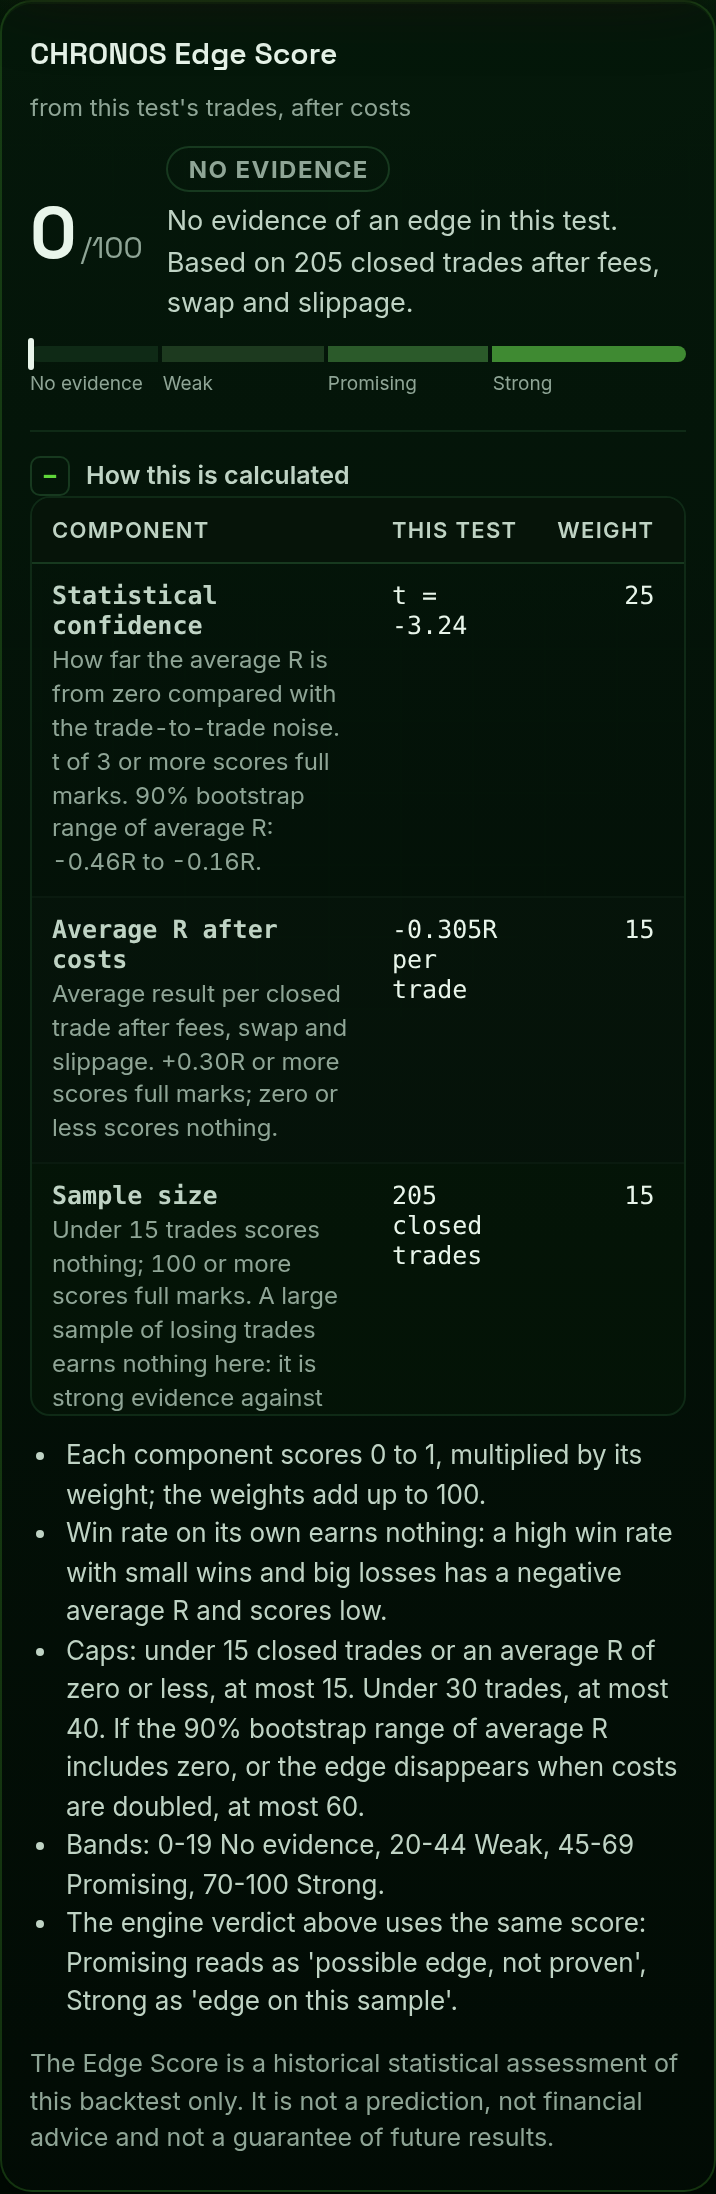 CHRONOS Edge Score
from this test's trades, after costs
NO EVIDENCE
0/100
No evidence of an edge in this test.
Based on 205 closed trades after fees,
swap and slippage.
No evidence Weak Promising Strong
− How this is calculated
COMPONENT THIS TEST WEIGHT
Statistical t = 25
confidence -3.24
How far the average R is
from zero compared with
the trade-to-trade noise.
t of 3 or more scores full
marks. 90% bootstrap
range of average R:
-0.46R to -0.16R.
Average R after -0.305R 15
costs per
trade
Average result per closed
trade after fees, swap and
slippage. +0.30R or more
scores full marks; zero or
less scores nothing.
Sample size 205 15
closed
trades
Under 15 trades scores
nothing; 100 or more
scores full marks. A large
sample of losing trades
earns nothing here: it is
strong evidence against
• Each component scores 0 to 1, multiplied by its
weight; the weights add up to 100.
• Win rate on its own earns nothing: a high win rate
with small wins and big losses has a negative
average R and scores low.
• Caps: under 15 closed trades or an average R of
zero or less, at most 15. Under 30 trades, at most
40. If the 90% bootstrap range of average R
includes zero, or the edge disappears when costs
are doubled, at most 60.
• Bands: 0-19 No evidence, 20-44 Weak, 45-69
Promising, 70-100 Strong.
• The engine verdict above uses the same score:
Promising reads as 'possible edge, not proven',
Strong as 'edge on this sample'.
The Edge Score is a historical statistical assessment of
this backtest only. It is not a prediction, not financial
advice and not a guarantee of future results.